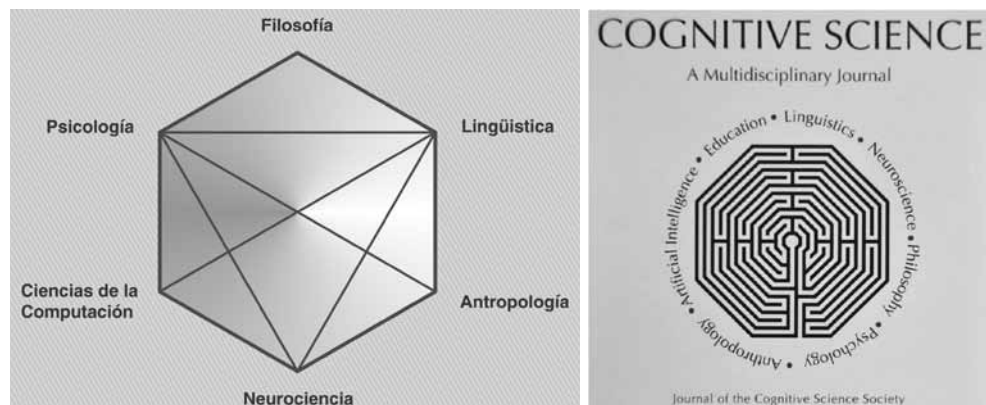 Filosofía
Psicología
Lingüistica
Ciencias de la
Computación
Antropología
Neurociencia
COGNITIVE SCIENCE
A Multidisciplinary Journal
Artificial Intelligence • Education • Linguistics • Neuroscience • Philosophy • Psychology • Anthropology •
Journal of the Cognitive Science Society